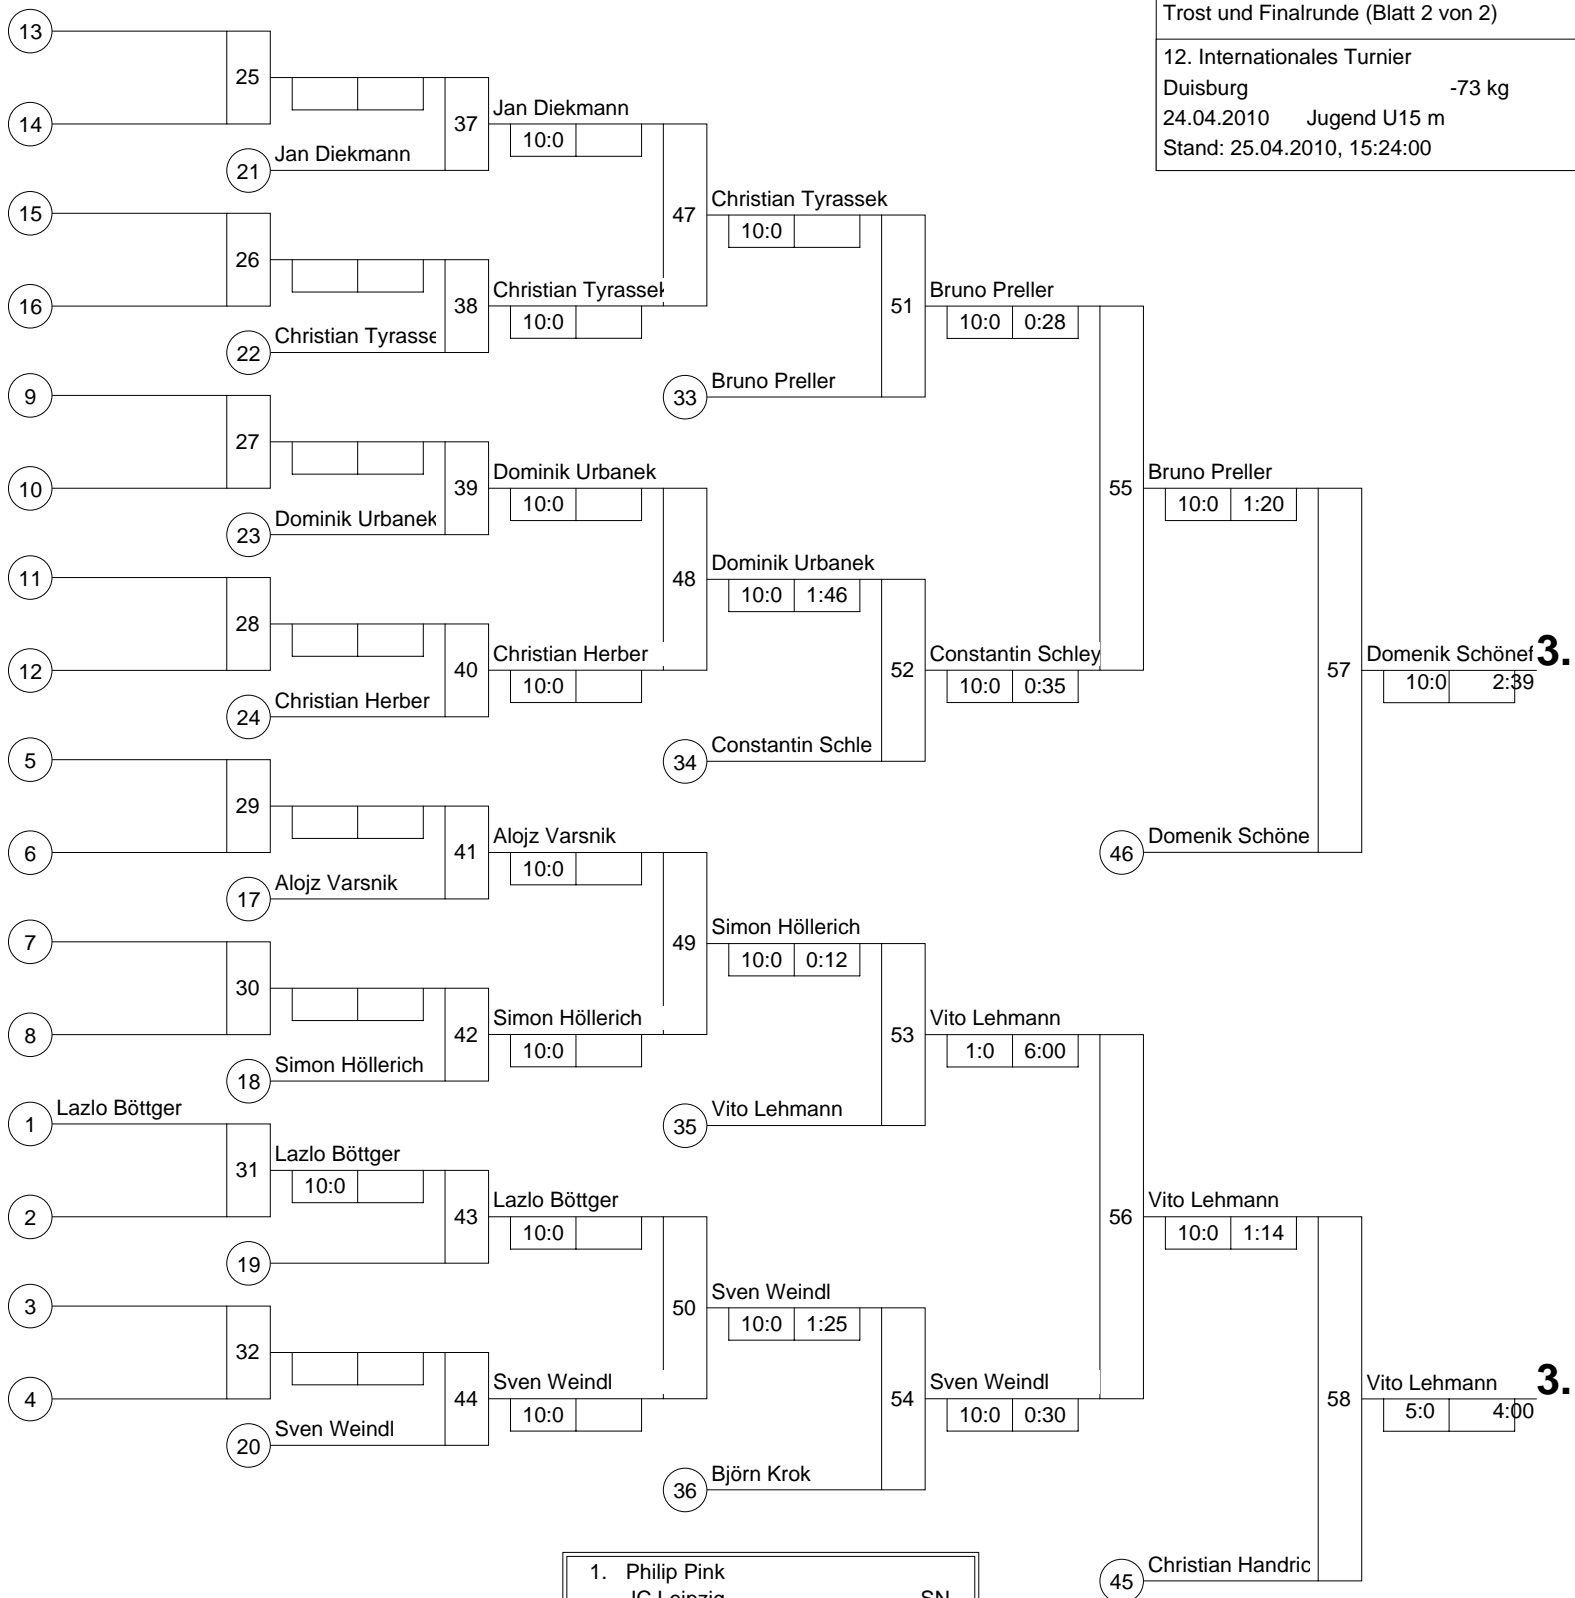 Trost und Finalrunde (Blatt 2 von 2)
12. Internationales Turnier
Duisburg -73 kg
24.04.2010 Jugend U15 m
Stand: 25.04.2010, 15:24:00
13
25
14
37
Jan Diekmann
10:0
21 Jan Diekmann
15
47
Christian Tyrassek
10:0
26
16
38
Christian Tyrassek
10:0
22 Christian Tyrasse
51
Bruno Preller
10:0 0:28
33 Bruno Preller
9
27
10
39
Dominik Urbanek
10:0
23 Dominik Urbanek
55
Bruno Preller
10:0 1:20
11
48
Dominik Urbanek
10:0 1:46
28
12
40
Christian Herber
10:0
24 Christian Herber
52
Constantin Schley
10:0 0:35
34 Constantin Schle
57
Domenik Schönef 3.
10:0 2:39
5
29
6
41
Alojz Varsnik
10:0
17 Alojz Varsnik
46 Domenik Schöne
7
49
Simon Höllerich
10:0 0:12
30
8
42
Simon Höllerich
10:0
18 Simon Höllerich
53
Vito Lehmann
1:0 6:00
35 Vito Lehmann
1 Lazlo Böttger
31
Lazlo Böttger
10:0
2
43
Lazlo Böttger
10:0
19
56
Vito Lehmann
10:0 1:14
3
50
Sven Weindl
10:0 1:25
32
4
44
Sven Weindl
10:0
20 Sven Weindl
54
Sven Weindl
10:0 0:30
36 Björn Krok
58
Vito Lehmann 3.
5:0 4:00
45 Christian Handric
1. Philip Pink
JC Leipzig SN